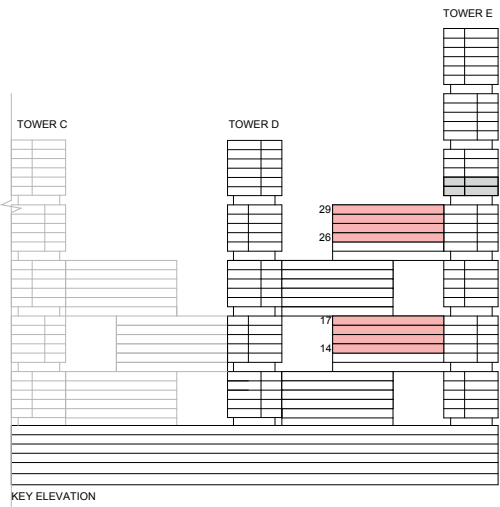 TOWER E
TOWER C
TOWER D
29
26
17
14
KEY ELEVATION